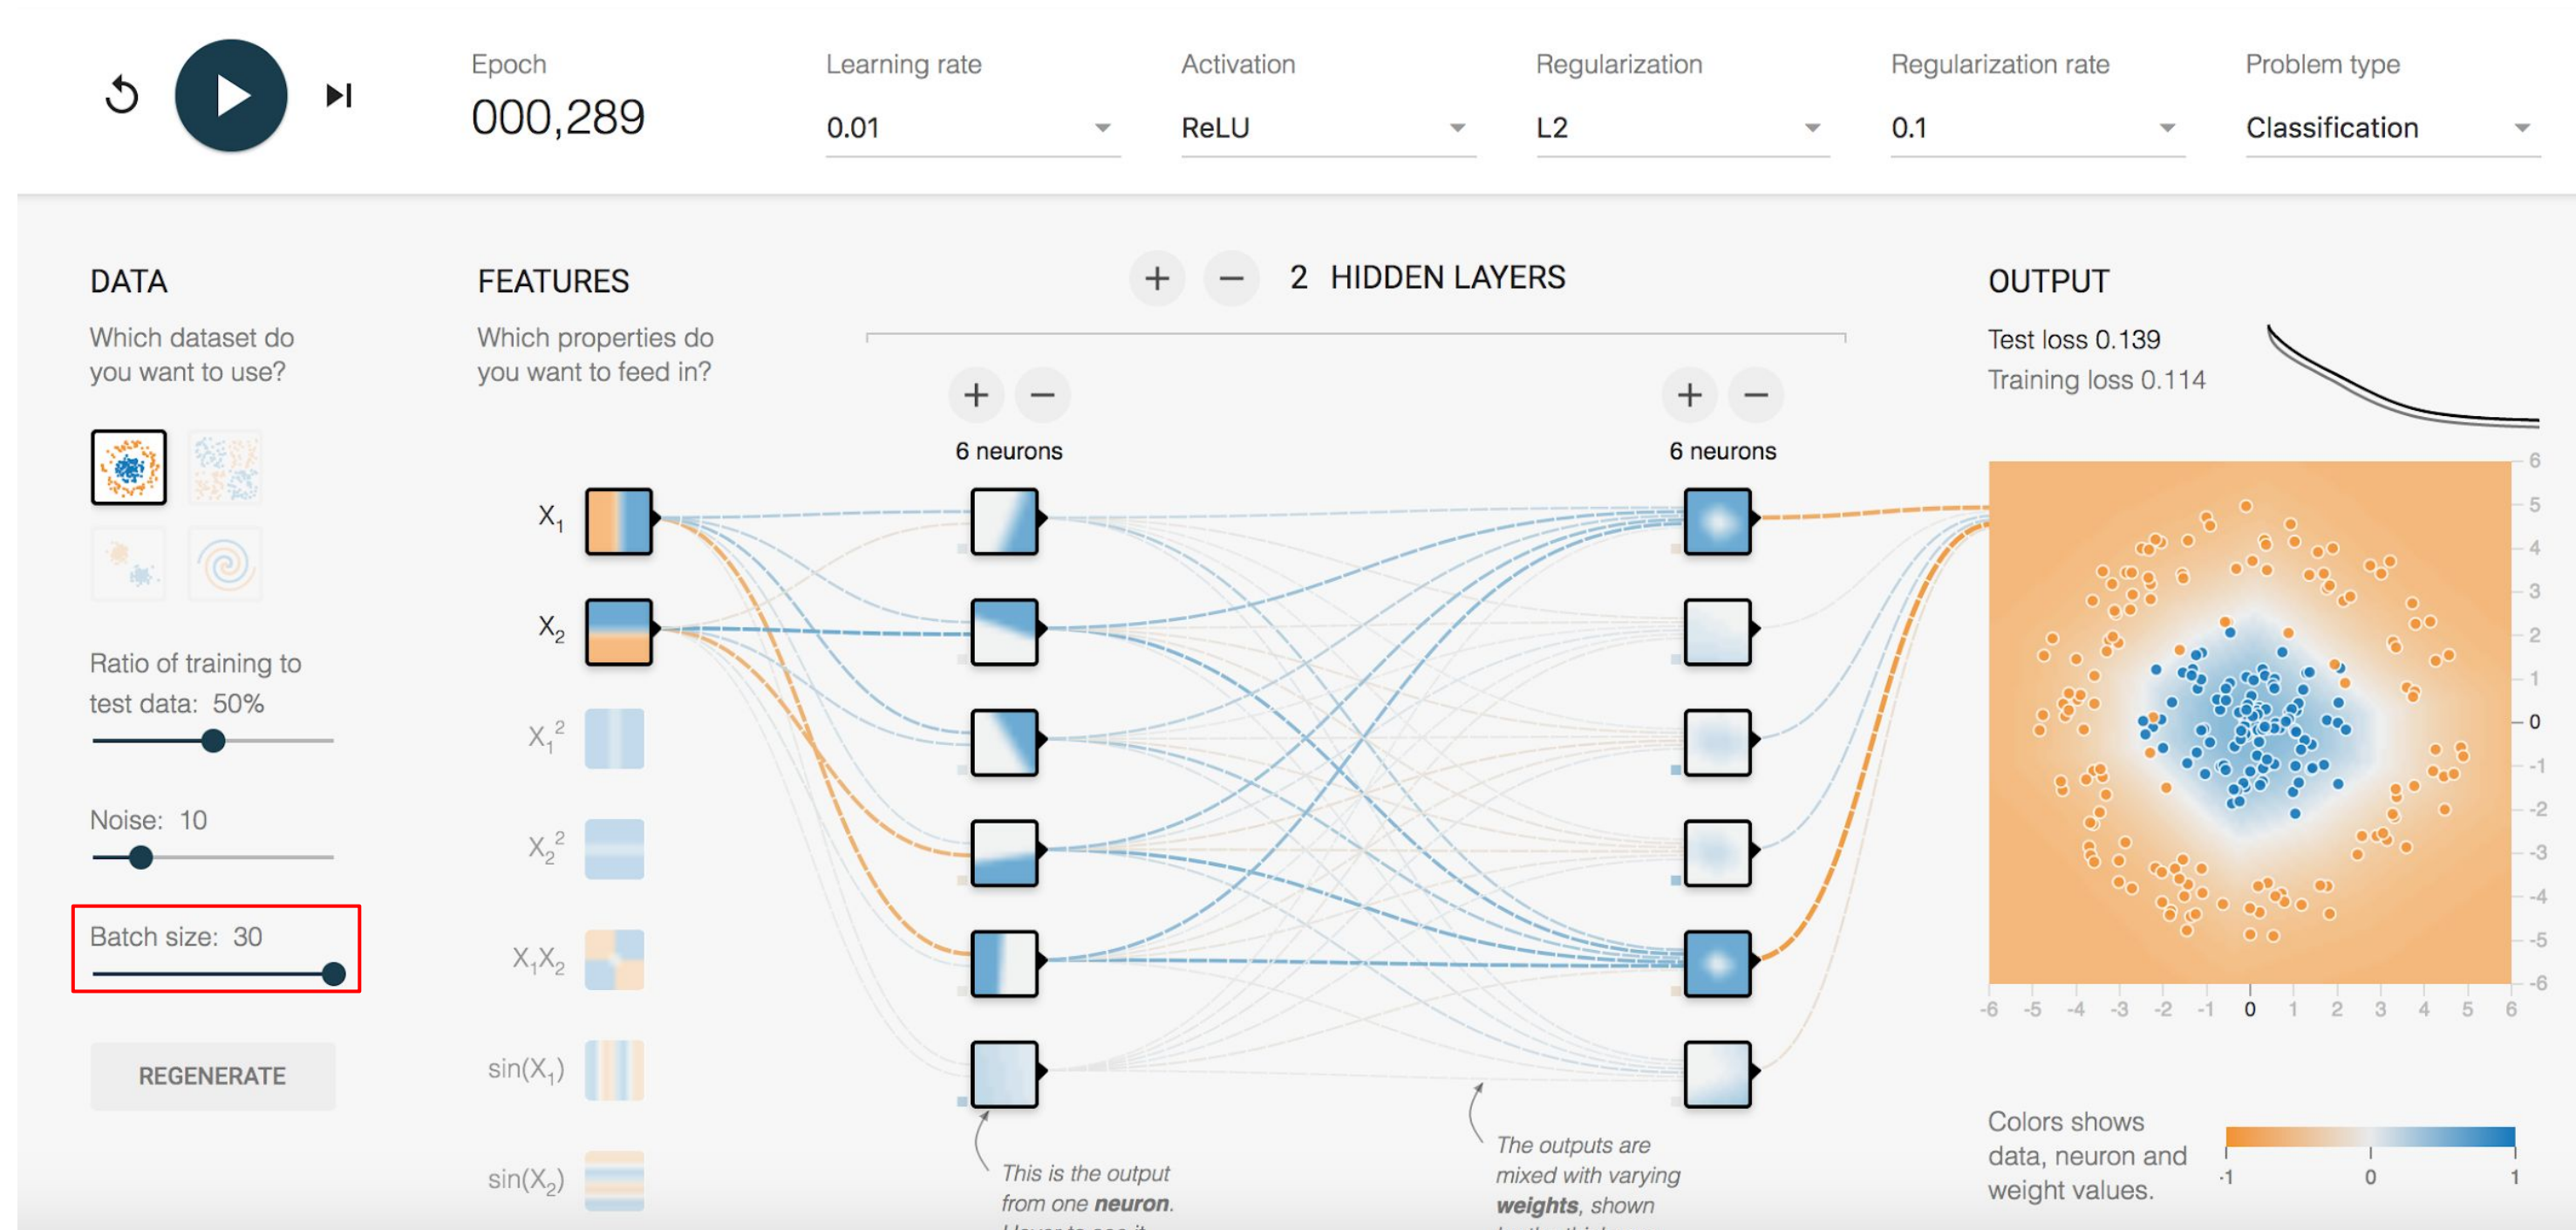 Epoch
000,289
Learning rate
0.01
Activation
ReLU
Regularization
L2
Regularization rate
0.1
Problem type
Classification
DATA
Which dataset do
you want to use?
Ratio of training to
test data: 50%
Noise: 10
Batch size: 30
REGENERATE
FEATURES
Which properties do
you want to feed in?
X₁
X₂
X₁²
X₂²
X₁X₂
sin(X₁)
sin(X₂)
+ − 2 HIDDEN LAYERS
+ −
6 neurons
+ −
6 neurons
This is the output
from one neuron.
The outputs are
mixed with varying
weights, shown
OUTPUT
Test loss 0.139
Training loss 0.114
6
5
4
3
2
1
0
-1
-2
-3
-4
-5
-6
-6 -5 -4 -3 -2 -1 0 1 2 3 4 5 6
Colors shows
data, neuron and
weight values.
-1 0 1